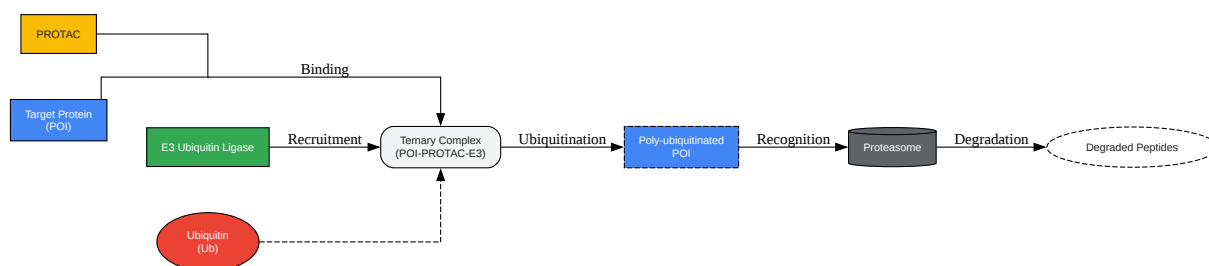 PROTAC
Binding
Target Protein
(POI)
E3 Ubiquitin Ligase
Recruitment
Ternary Complex
(POI-PROTAC-E3)
Ubiquitination
Poly-ubiquitinated
POI
Recognition
Proteasome
Degradation
Degraded Peptides
Ubiquitin
(Ub)